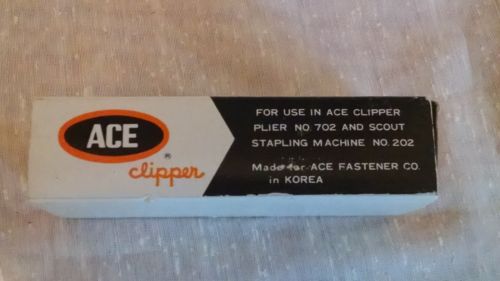 ACE
®
clipper
FOR USE IN ACE CLIPPER
PLIER NO. 702 AND SCOUT
STAPLING MACHINE NO. 202
Made for ACE FASTENER CO.
in KOREA